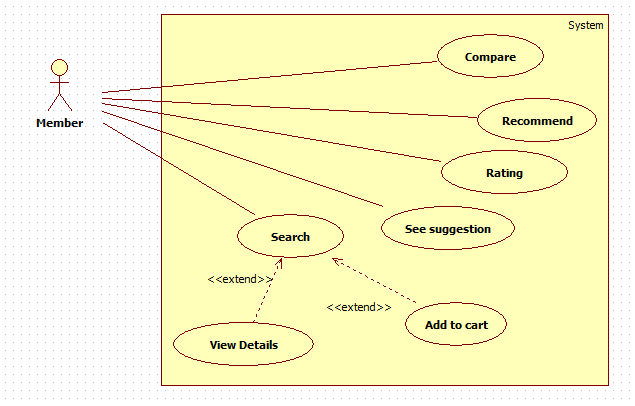 System
Compare
Member
Recommend
Rating
See suggestion
Search
<<extend>>
<<extend>>
Add to cart
View Details